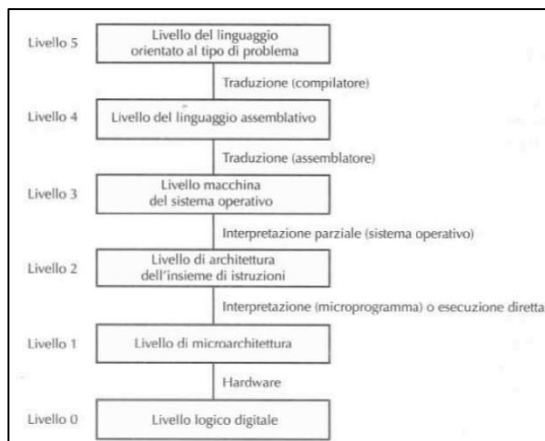 Livello 5
Livello del linguaggio
orientato al tipo di problema
Traduzione (compilatore)
Livello 4
Livello del linguaggio assemblativo
Traduzione (assemblatore)
Livello 3
Livello macchina
del sistema operativo
Interpretazione parziale (sistema operativo)
Livello 2
Livello di architettura
dell'insieme di istruzioni
Interpretazione (microprogramma) o esecuzione diretta
Livello 1
Livello di microarchitettura
Hardware
Livello 0
Livello logico digitale